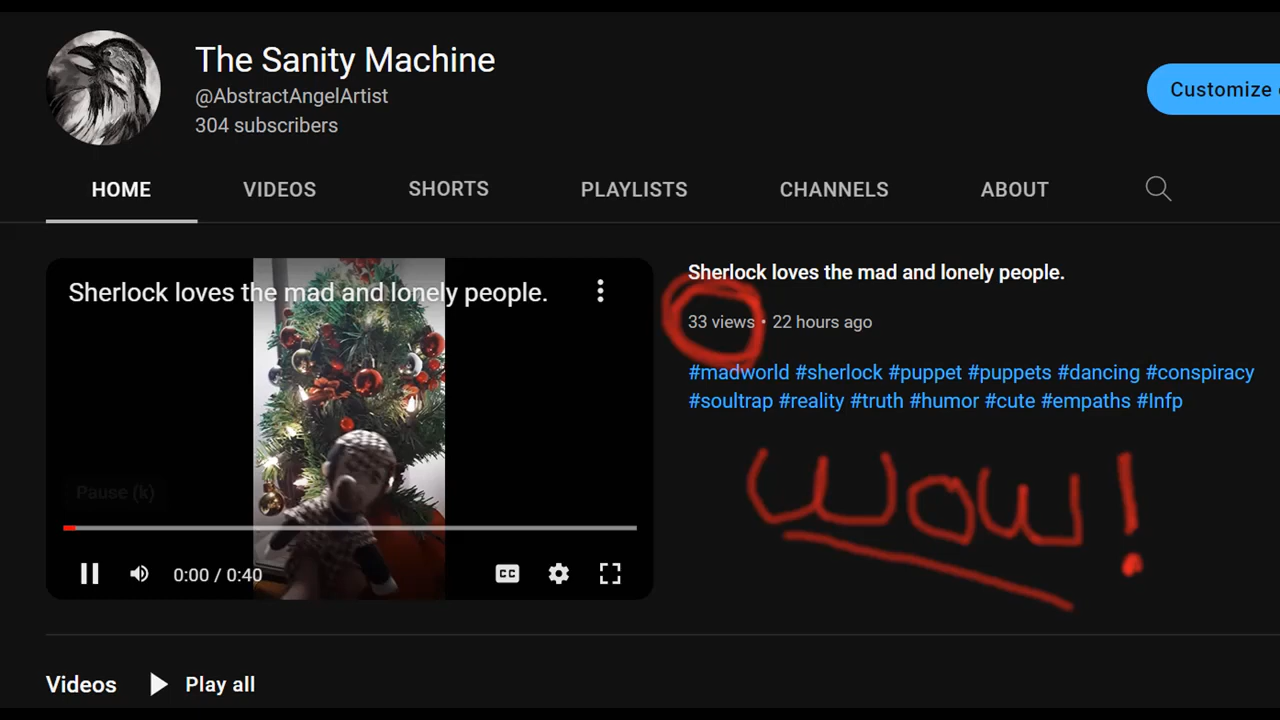 The Sanity Machine
@AbstractAngelArtist
304 subscribers
Customize
HOME VIDEOS SHORTS PLAYLISTS CHANNELS ABOUT
Sherlock loves the mad and lonely people.
Sherlock loves the mad and lonely people.
33 views • 22 hours ago
#madworld #sherlock #puppet #puppets #dancing #conspiracy
#soultrap #reality #truth #humor #cute #empaths #Infp
wow!
Pause (k)
0:00 / 0:40
CC
Videos Play all